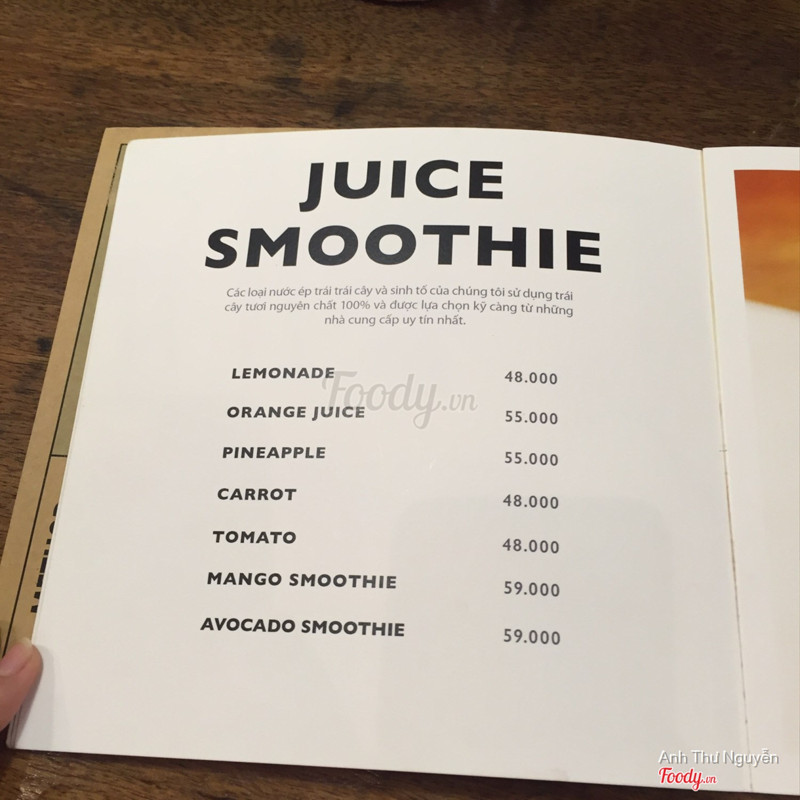 JUICE
SMOOTHIE
Các loại nước ép trái trái cây và sinh tố của chúng tôi sử dụng trái
cây tươi nguyên chất 100% và được lựa chọn kỹ càng từ những
nhà cung cấp uy tín nhất.
LEMONADE 48.000
ORANGE JUICE 55.000
PINEAPPLE 55.000
CARROT 48.000
TOMATO 48.000
MANGO SMOOTHIE 59.000
AVOCADO SMOOTHIE 59.000
Foody.vn
Anh Thư Nguyễn
Foody.vn